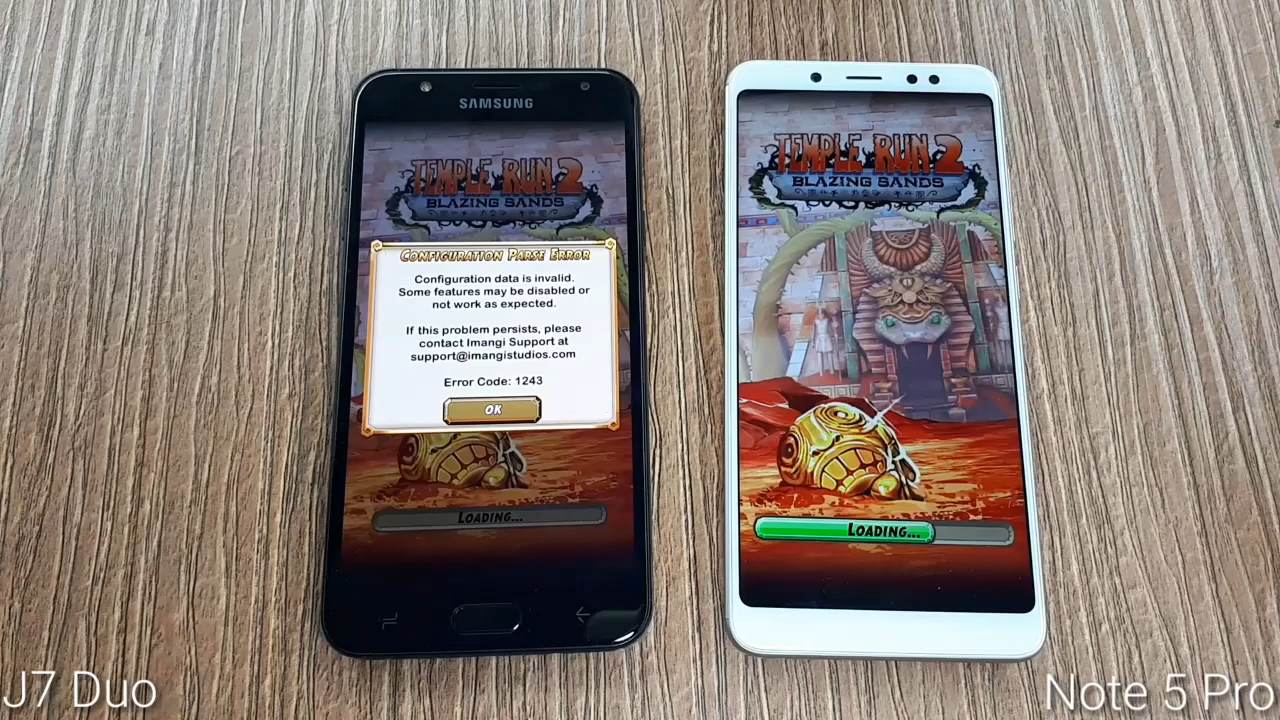 SAMSUNG
TEMPLE RUN 2
BLAZING SANDS
CONFIGURATION PARSE ERROR
Configuration data is invalid.
Some features may be disabled or
not work as expected.
If this problem persists, please
contact Imangi Support at
support@imangistudios.com
Error Code: 1243
OK
LOADING...
TEMPLE RUN 2
BLAZING SANDS
LOADING...
J7 Duo
Note 5 Pro